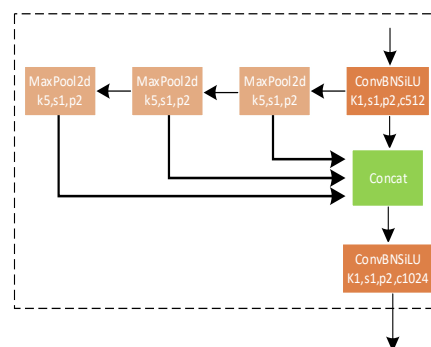 MaxPool2d
k5,s1,p2
MaxPool2d
k5,s1,p2
MaxPool2d
k5,s1,p2
ConvBNSiLU
K1,s1,p2,c512
Concat
ConvBNSiLU
K1,s1,p2,c1024